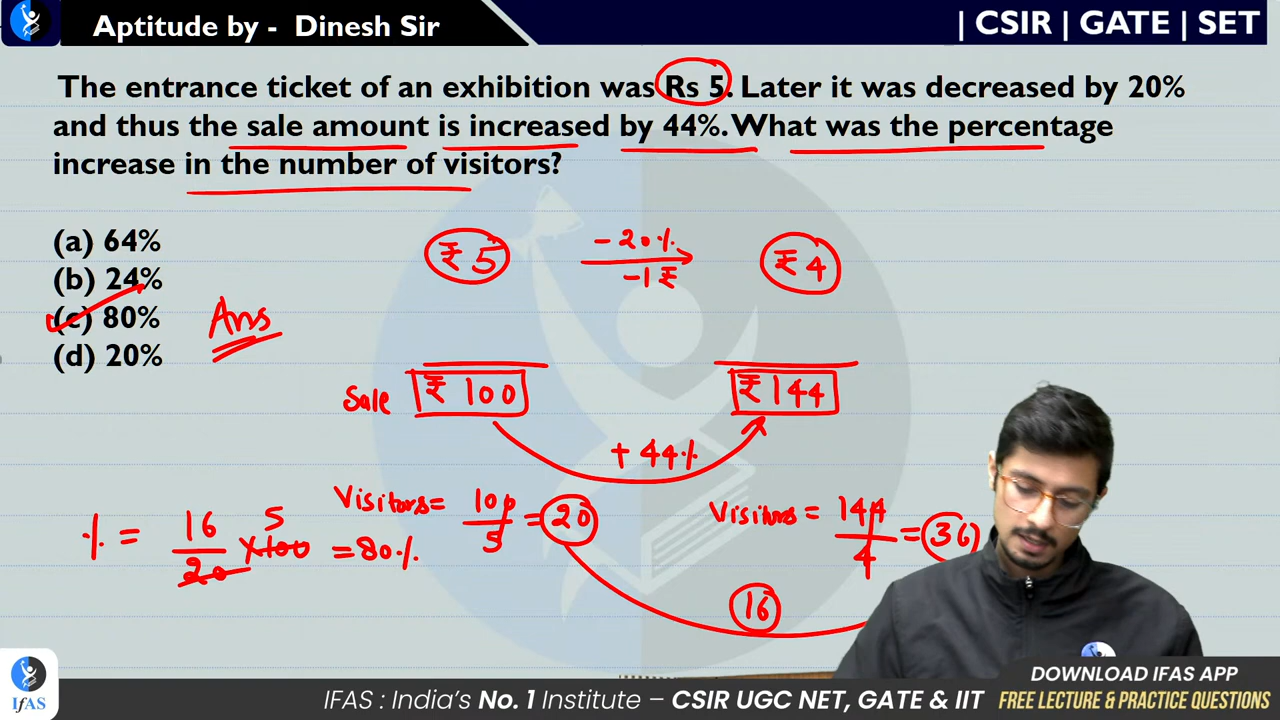 Aptitude by - Dinesh Sir
| CSIR | GATE | SET
The entrance ticket of an exhibition was Rs 5. Later it was decreased by 20%
and thus the sale amount is increased by 44%. What was the percentage
increase in the number of visitors?
(a) 64%
(b) 24%
(c) 80%
(d) 20%
Ans
₹ 5
-20%
-1₹
₹ 4
Sale ₹ 100
₹ 144
+ 44%
Visitors = 100/5 = 20
Visitors = 144/4 = 36
16
% = 16/20 × 100 5 = 80%
IFAS
IFAS : India's No. 1 Institute – CSIR UGC NET, GATE & IIT
DOWNLOAD IFAS APP
FREE LECTURE & PRACTICE QUESTIONS